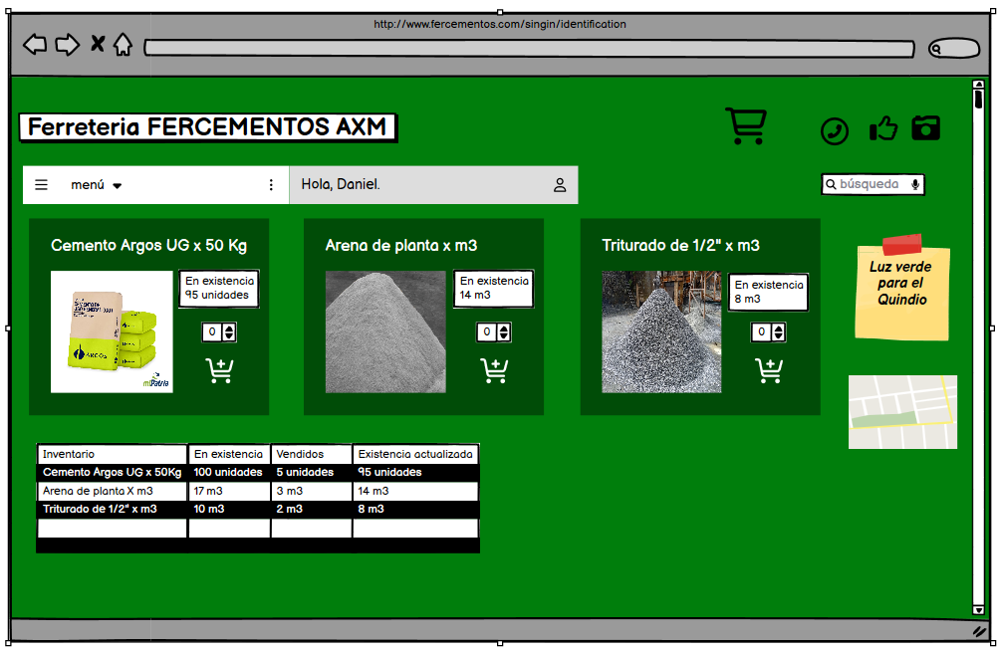 http://www.fercementos.com/singin/identification
Ferreteria FERCEMENTOS AXM
menú
Hola, Daniel.
búsqueda
Cemento Argos UG x 50 Kg
En existencia
95 unidades
0
ARGOS
miPatria
Arena de planta x m3
En existencia
14 m3
0
Triturado de 1/2" x m3
En existencia
8 m3
0
Luz verde
para el
Quindio
Inventario En existencia Vendidos Existencia actualizada
Cemento Argos UG x 50Kg 100 unidades 5 unidades 95 unidades
Arena de planta X m3 17 m3 3 m3 14 m3
Triturado de 1/2" x m3 10 m3 2 m3 8 m3